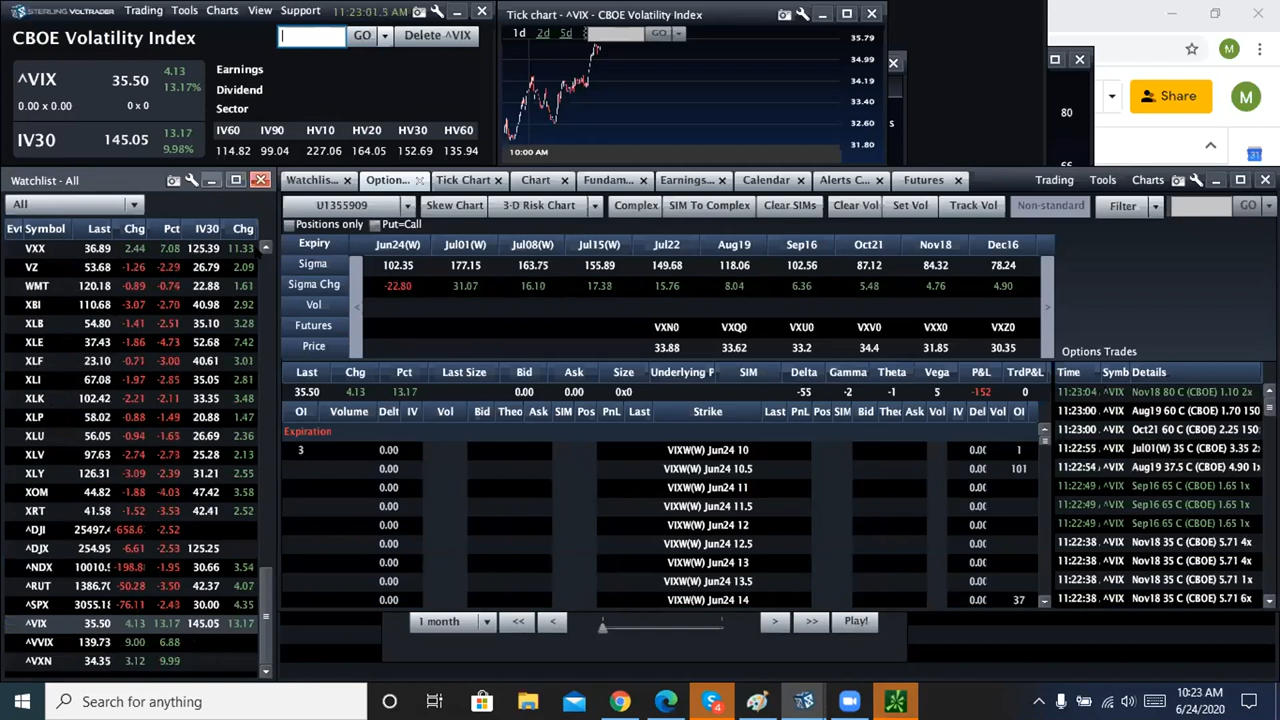 STERLING VOLTRADER Trading Tools Charts View Support 11:23:01.5 AM
CBOE Volatility Index GO Delete ^VIX
^VIX 35.50 4.13 13.17%
0.00 x 0.00 0 x 0
IV30 145.05 13.17 9.98%
Earnings
Dividend
Sector
IV60 IV90 HV10 HV20 HV30 HV60
114.82 99.04 227.06 164.05 152.69 135.94
Tick chart - ^VIX - CBOE Volatility Index
1d 2d 5d GO
35.79
34.99
34.19
33.40
32.60
31.80
10:00 AM
s
80
66
Share
M
M
31
Watchlist - All
All
Evt Symbol Last Chg Pct IV30 Chg
VXX 36.89 2.44 7.08 125.39 11.33
VZ 53.68 -1.26 -2.29 26.79 2.09
WMT 120.18 -0.89 -0.74 22.88 1.61
XBI 110.68 -3.07 -2.70 40.98 2.92
XLB 54.80 -1.41 -2.51 35.10 3.28
XLE 37.43 -1.86 -4.73 52.68 7.42
XLF 23.10 -0.71 -3.00 40.61 3.01
XLI 67.08 -1.97 -2.85 35.05 2.81
XLK 102.42 -2.21 -2.11 33.35 3.48
XLP 58.02 -0.88 -1.49 20.88 1.47
XLU 56.05 -0.94 -1.65 26.69 2.36
XLV 97.63 -2.74 -2.73 25.28 2.13
XLY 126.31 -3.09 -2.39 31.21 2.55
XOM 44.82 -1.88 -4.03 47.42 3.58
XRT 41.58 -1.52 -3.53 42.41 2.52
^DJI 25497.4 -658.6 -2.52
^DJX 254.95 -6.61 -2.53 125.25
^NDX 10010.9 -198.8 -1.95 30.66 3.54
^RUT 1386.70 -50.28 -3.50 42.37 4.07
^SPX 3055.18 -76.11 -2.43 30.00 4.35
^VIX 35.50 4.13 13.17 145.05 13.17
^VVIX 139.73 9.00 6.88
^VXN 34.35 3.12 9.99
Watchlis... Option... Tick Chart Chart Fundam... Earnings... Calendar Alerts C... Futures Trading Tools Charts
U1355909 Skew Chart 3-D Risk Chart Complex SIM To Complex Clear SIMs Clear Vol Set Vol Track Vol Non-standard Filter GO
Positions only Put=Call
Expiry Jun24(W) Jul01(W) Jul08(W) Jul15(W) Jul22 Aug19 Sep16 Oct21 Nov18 Dec16
Sigma 102.35 177.15 163.75 155.89 149.68 118.06 102.56 87.12 84.32 78.24
Sigma Chg -22.80 31.07 16.10 17.38 15.76 8.04 6.36 5.48 4.76 4.90
Vol
Futures VXN0 VXQ0 VXU0 VXV0 VXX0 VXZ0
Price 33.88 33.62 33.2 34.4 31.85 30.35
Last Chg Pct Last Size Bid Ask Size Underlying P SIM Delta Gamma Theta Vega P&L TrdP&L
35.50 4.13 13.17 0x0 -55 -2 -1 5 -152 0
OI Volume Delt IV Vol Bid Theo Ask SIM Pos PnL Last Strike Last PnL Pos SIM Bid Theo Ask Vol IV Del Vol OI
Expiration
3 0.00 VIXW(W) Jun24 10 0.00 1
0.00 VIXW(W) Jun24 10.5 0.00 101
0.00 VIXW(W) Jun24 11 0.00
0.00 VIXW(W) Jun24 11.5 0.00
0.00 VIXW(W) Jun24 12 0.00
0.00 VIXW(W) Jun24 12.5 0.00
0.00 VIXW(W) Jun24 13 0.00
0.00 VIXW(W) Jun24 13.5 0.00
0.00 VIXW(W) Jun24 14 0.00 37
1 month << < > >> Play!
Options Trades
Time Symb Details
11:23:04 ^VIX Nov18 80 C (CBOE) 1.10 2x
11:23:00 ^VIX Aug19 60 C (CBOE) 1.70 150
11:23:00 ^VIX Oct21 60 C (CBOE) 2.25 150
11:22:55 ^VIX Jul01(W) 35 C (CBOE) 3.35 2
11:22:54 ^VIX Aug19 37.5 C (CBOE) 4.90 1
11:22:49 ^VIX Sep16 65 C (CBOE) 1.65 1x
11:22:49 ^VIX Sep16 65 C (CBOE) 1.65 1x
11:22:49 ^VIX Sep16 65 C (CBOE) 1.65 1x
11:22:38 ^VIX Nov18 35 C (CBOE) 5.71 4x
11:22:38 ^VIX Nov18 35 C (CBOE) 5.71 2x
11:22:38 ^VIX Nov18 35 C (CBOE) 5.71 1x
11:22:38 ^VIX Nov18 35 C (CBOE) 5.71 6x
Search for anything
4
10:23 AM
6/24/2020